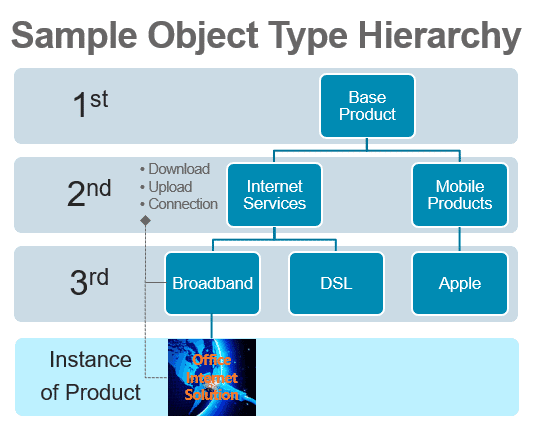 Sample Object Type Hierarchy
1st
Base
Product
2nd
• Download
• Upload
• Connection
Internet
Services
Mobile
Products
3rd
Broadband
DSL
Apple
Instance
of Product
Office
Internet
Solution